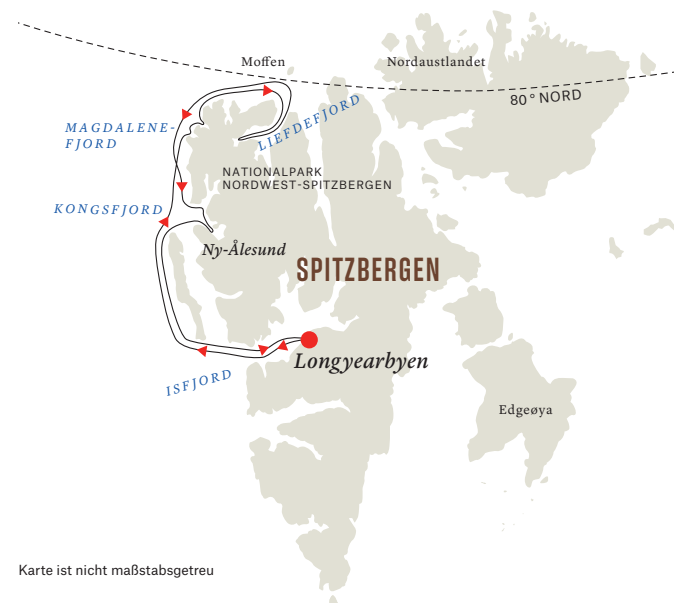 Moffen
Nordaustlandet
80° NORD
MAGDALENE-
FJORD
LIEFDEFJORD
NATIONALPARK
NORDWEST-SPITZBERGEN
KONGSFJORD
Ny-Ålesund
SPITZBERGEN
Longyearbyen
ISFJORD
Edgeøya
Karte ist nicht maßstabsgetreu